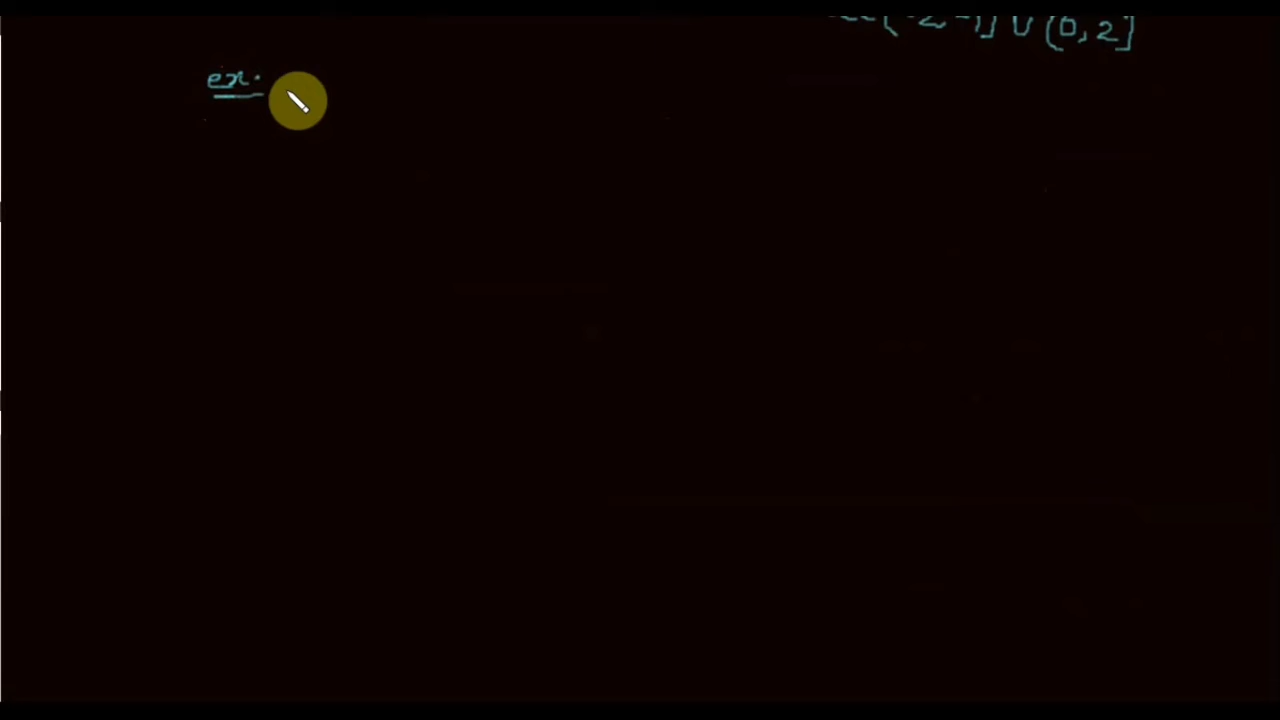 -2, -1] ∪ (0, 2]
ex.